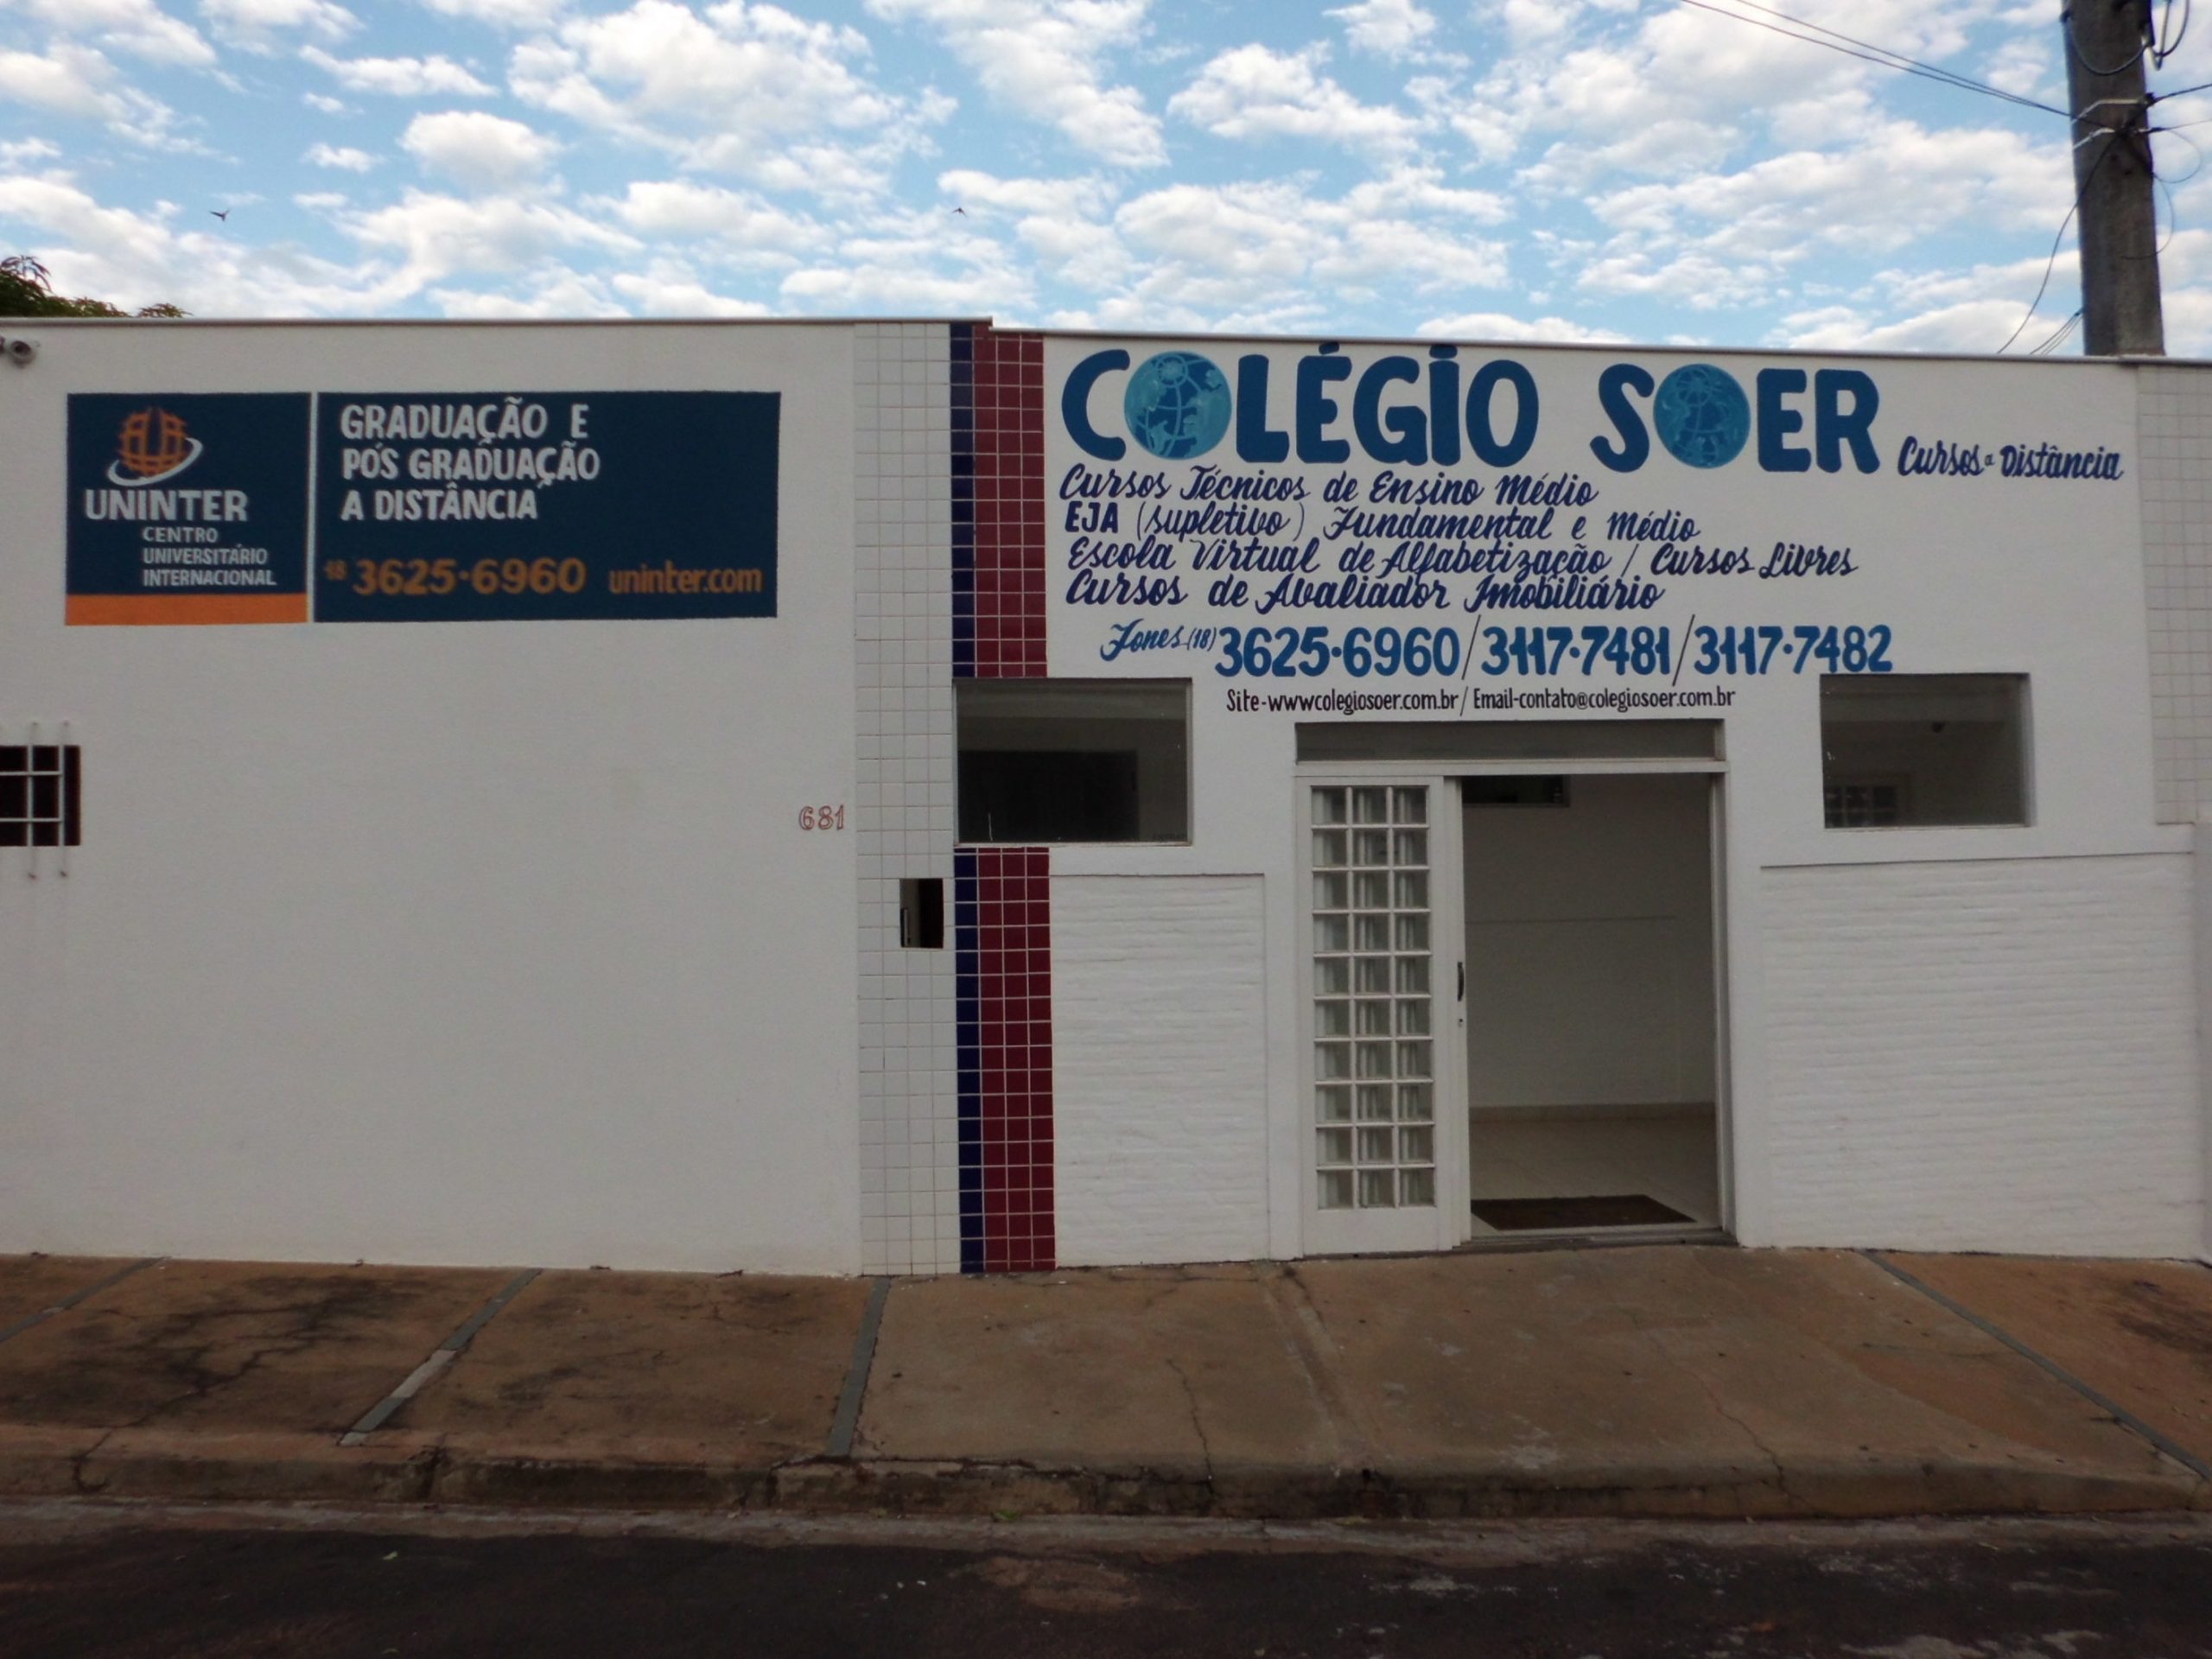 UNINTER
CENTRO
UNIVERSITÁRIO
INTERNACIONAL
GRADUAÇÃO E
PÓS GRADUAÇÃO
A DISTÂNCIA
18 3625-6960 uninter.com
681
COLÉGIO SOER Cursos a Distância
Cursos Técnicos de Ensino Médio
EJA (supletivo) Fundamental e Médio
Escola Virtual de Alfabetização / Cursos Livres
Cursos de Avaliador Imobiliário
Fones (18) 3625-6960/3117-7481/3117-7482
Site-wwwcolegiosoer.com.br/ Email-contato@colegiosoer.com.br